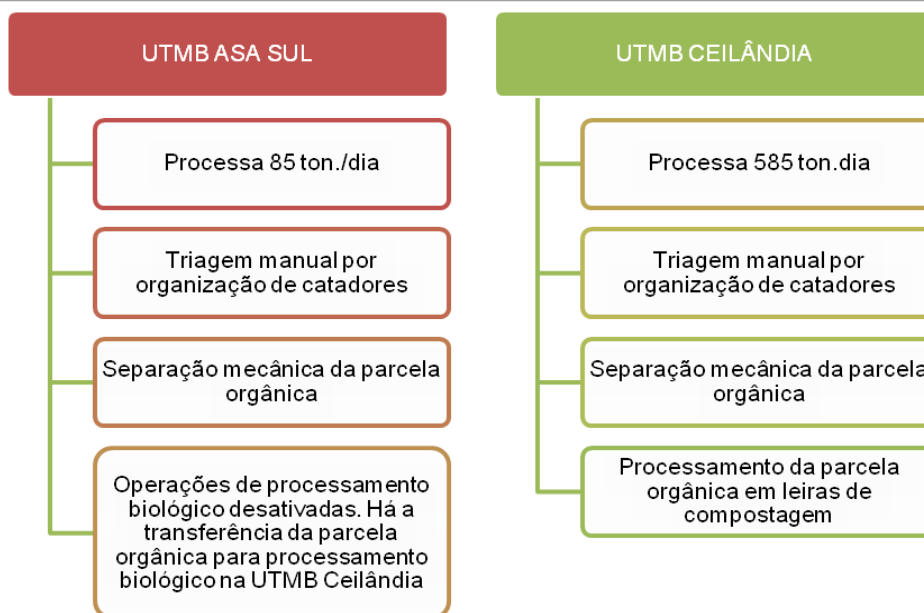 UTMB ASA SUL
Processa 85 ton./dia
Triagem manual por
organização de catadores
Separação mecânica da parcela
orgânica
Operações de processamento
biológico desativadas. Há a
transferência da parcela
orgânica para processamento
biológico na UTMB Ceilândia
UTMB CEILÂNDIA
Processa 585 ton.dia
Triagem manual por
organização de catadores
Separação mecânica da parcela
orgânica
Processamento da parcela
orgânica em leiras de
compostagem